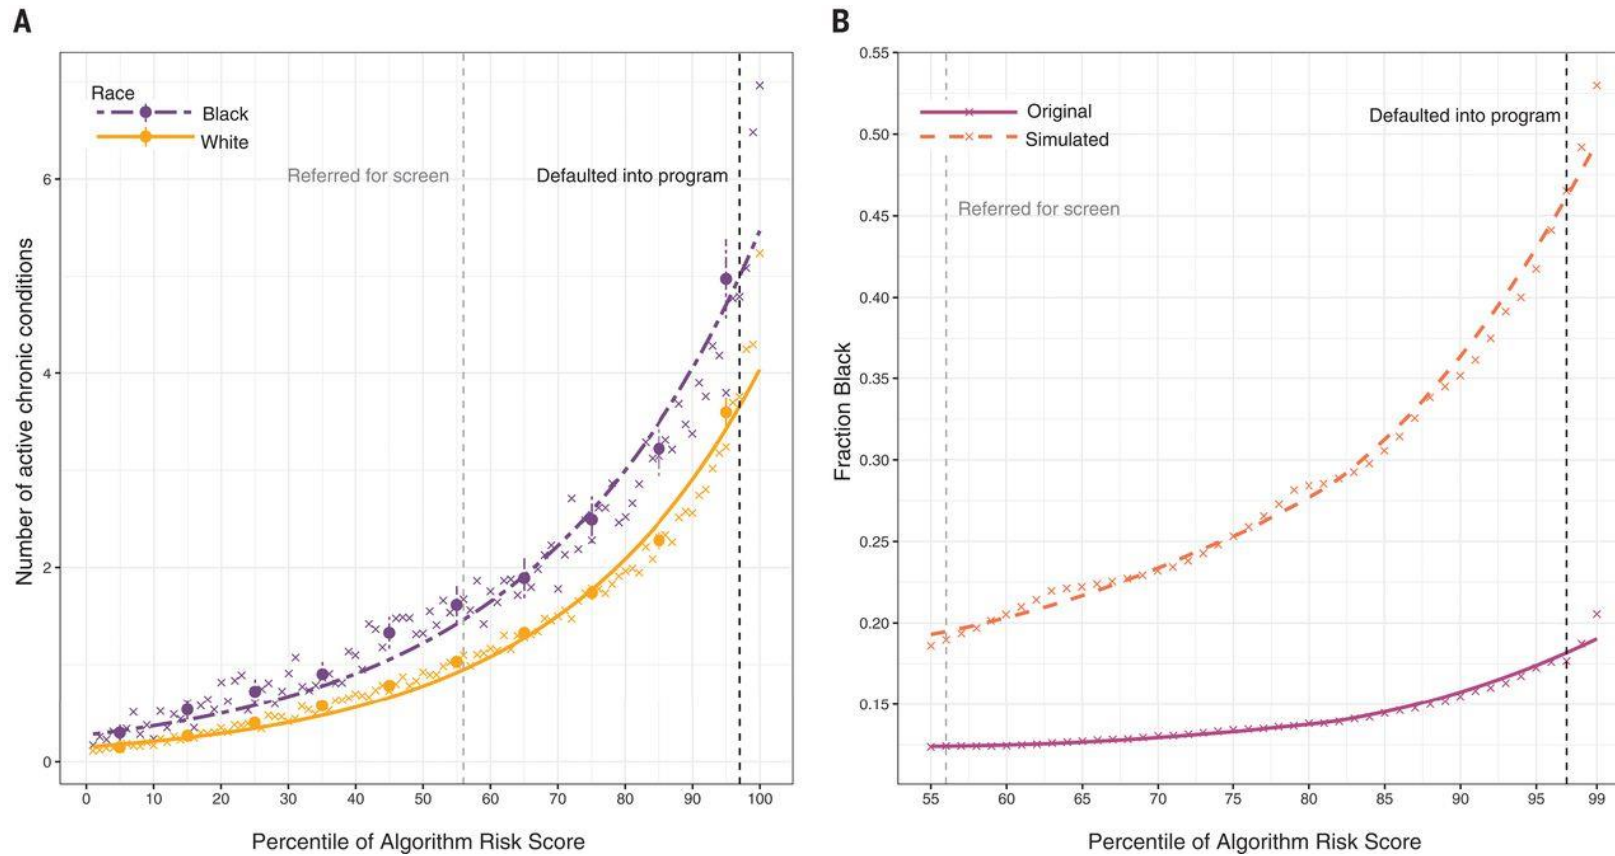 A
Race
Black
White
Referred for screen
Defaulted into program
Number of active chronic conditions
6
4
2
0
0 10 20 30 40 50 60 70 80 90 100
Percentile of Algorithm Risk Score
B
Original
Simulated
Defaulted into program
Referred for screen
Fraction Black
0.55
0.50
0.45
0.40
0.35
0.30
0.25
0.20
0.15
55 60 65 70 75 80 85 90 95 99
Percentile of Algorithm Risk Score